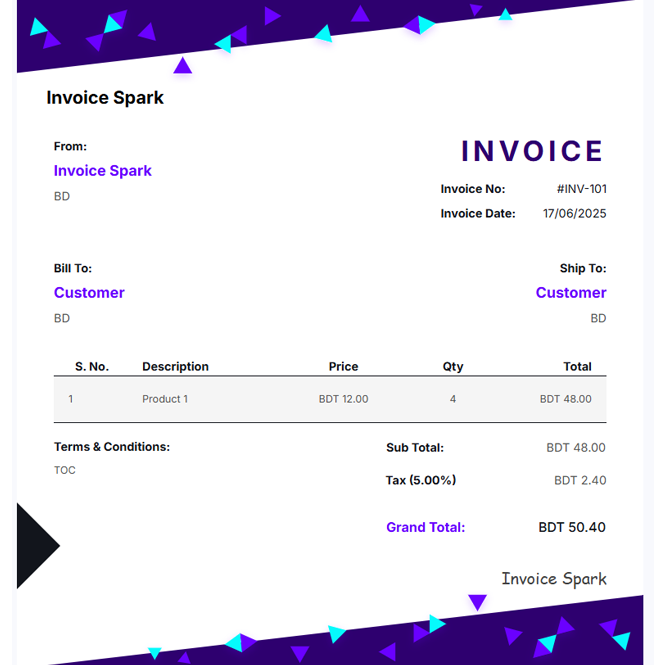 Invoice Spark
From:
Invoice Spark
BD
INVOICE
Invoice No: #INV-101
Invoice Date: 17/06/2025
Bill To:
Customer
BD
Ship To:
Customer
BD
S. No. Description Price Qty Total
1 Product 1 BDT 12.00 4 BDT 48.00
Terms & Conditions:
TOC
Sub Total: BDT 48.00
Tax (5.00%) BDT 2.40
Grand Total: BDT 50.40
Invoice Spark